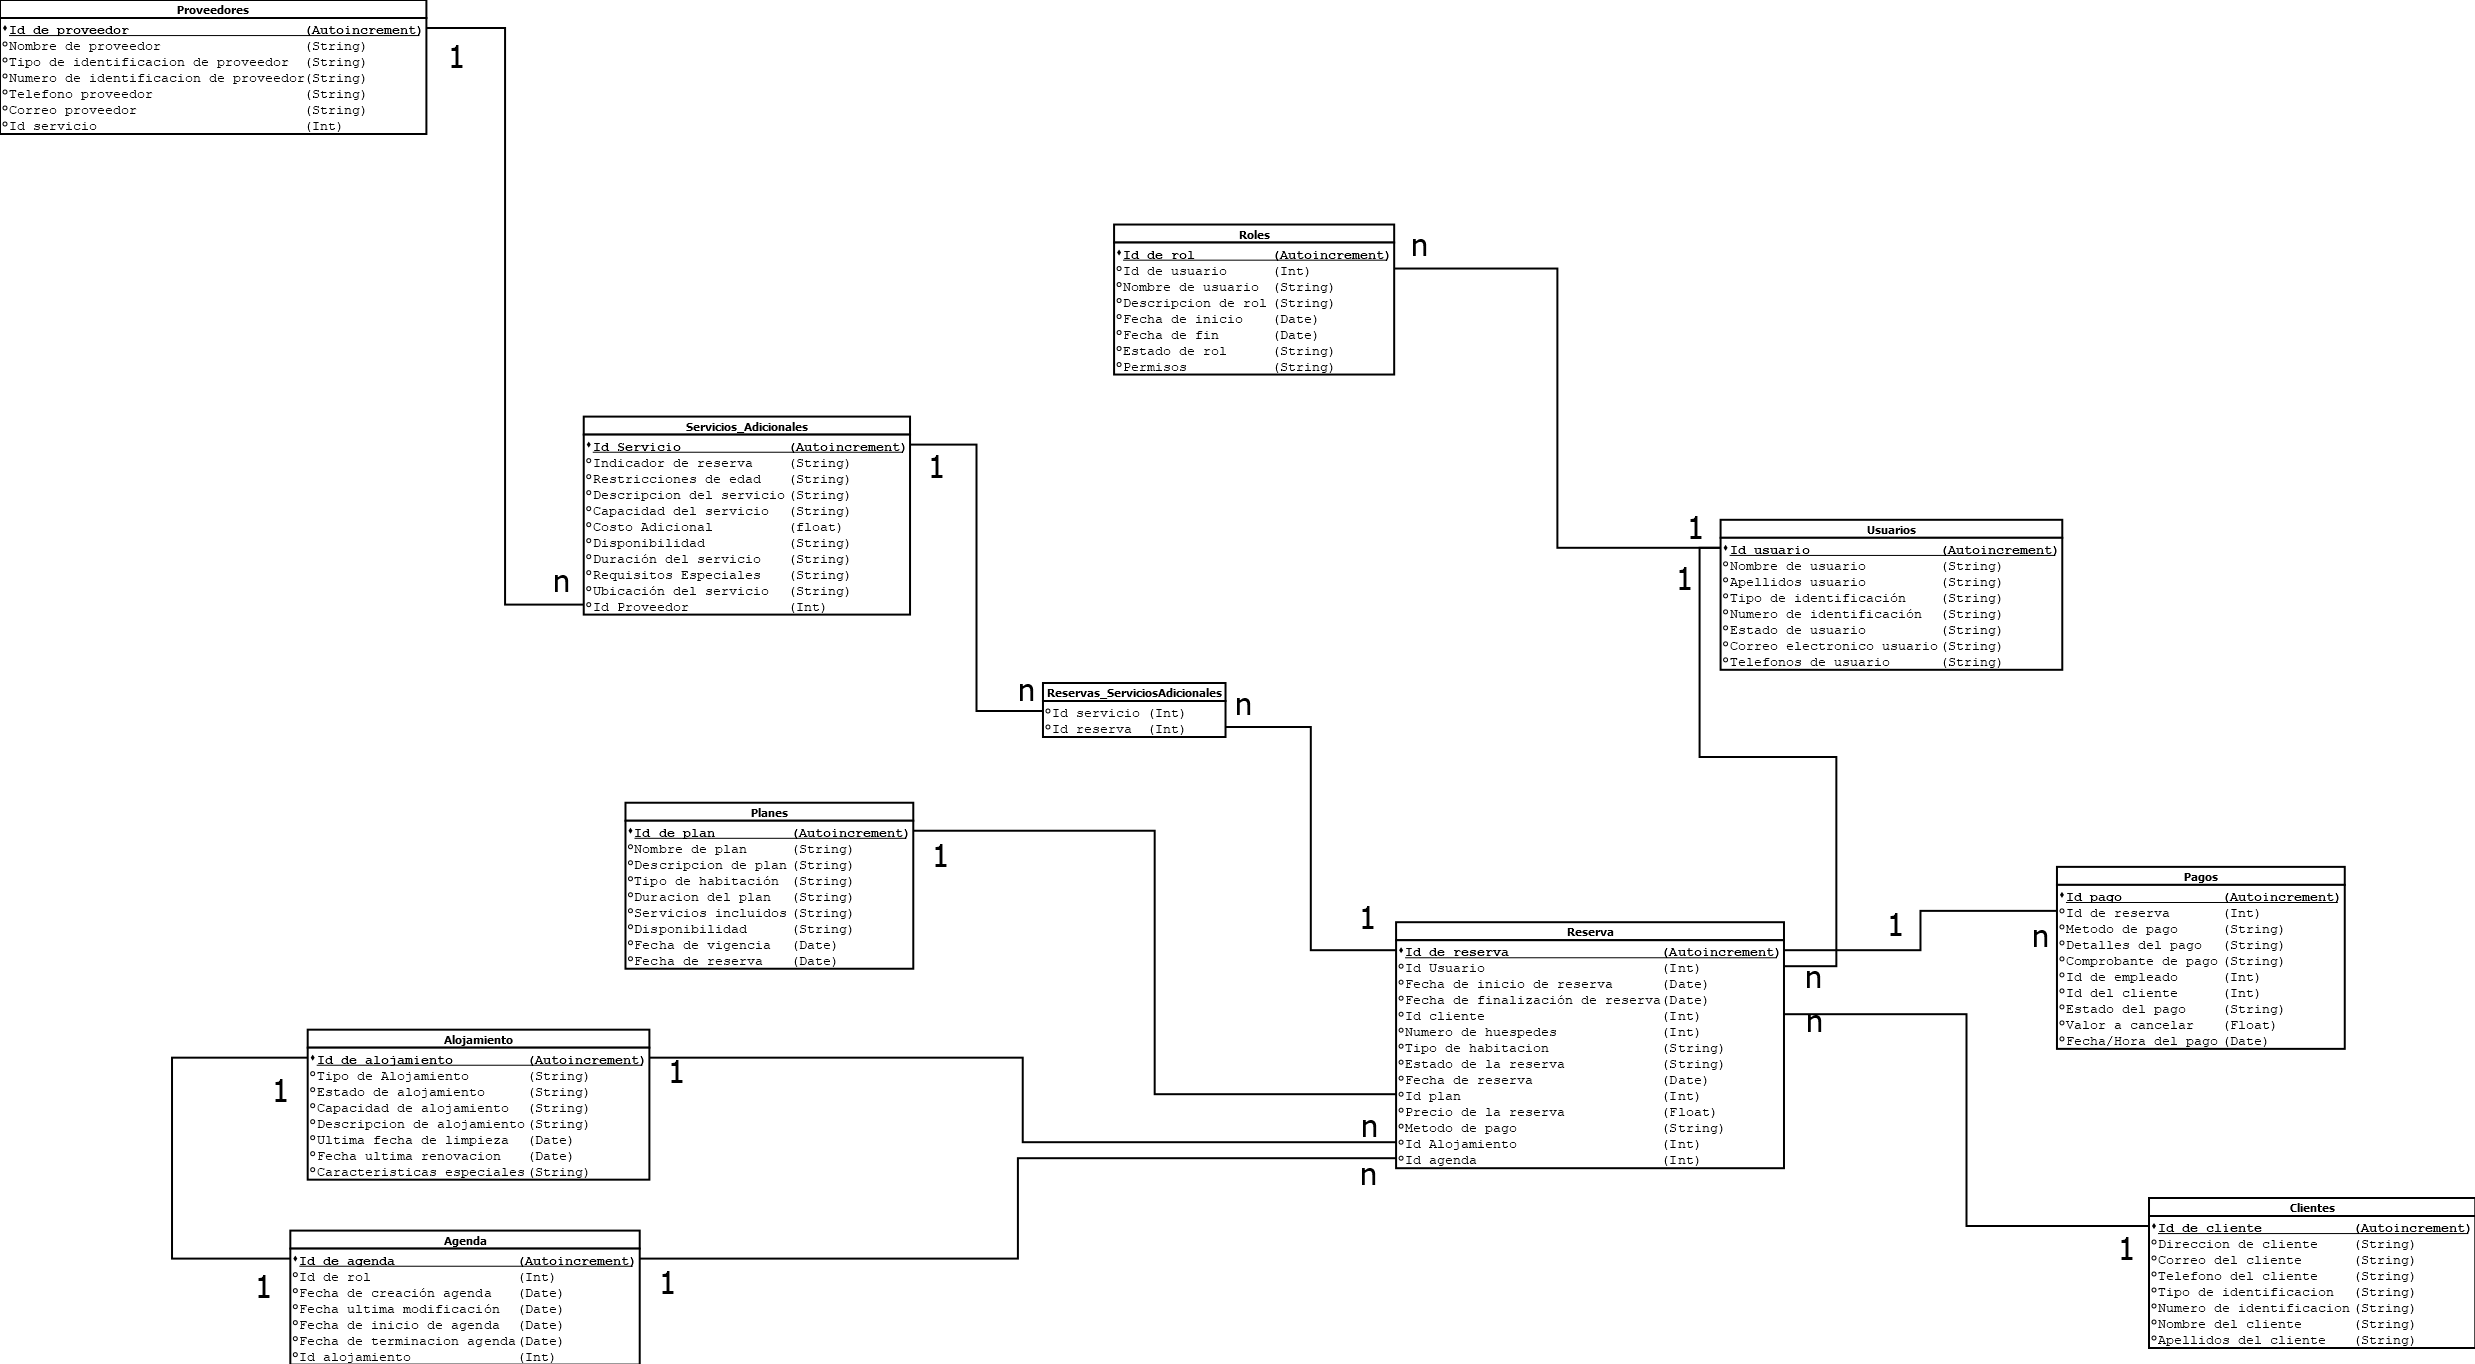 Proveedores
Id de proveedor (Autoincrement)
Nombre de proveedor (String)
Tipo de identificacion de proveedor (String)
Numero de identificacion de proveedor (String)
Telefono proveedor (String)
Correo proveedor (String)
Id servicio (Int)
1
Roles
Id de rol (Autoincrement)
Id de usuario (Int)
Nombre de usuario (String)
Descripcion de rol (String)
Fecha de inicio (Date)
Fecha de fin (Date)
Estado de rol (String)
Permisos (String)
n
Servicios_Adicionales
Id Servicio (Autoincrement)
Indicador de reserva (String)
Restricciones de edad (String)
Descripcion del servicio (String)
Capacidad del servicio (String)
Costo Adicional (float)
Disponibilidad (String)
Duración del servicio (String)
Requisitos Especiales (String)
Ubicación del servicio (String)
Id Proveedor (Int)
1
n
Usuarios
Id usuario (Autoincrement)
Nombre de usuario (String)
Apellidos usuario (String)
Tipo de identificación (String)
Numero de identificación (String)
Estado de usuario (String)
Correo electronico usuario (String)
Telefonos de usuario (String)
1
1
Reservas_ServiciosAdicionales
Id servicio (Int)
Id reserva (Int)
n
n
Planes
Id de plan (Autoincrement)
Nombre de plan (String)
Descripcion de plan (String)
Tipo de habitación (String)
Duracion del plan (String)
Servicios incluidos (String)
Disponibilidad (String)
Fecha de vigencia (Date)
Fecha de reserva (Date)
1
Pagos
Id pago (Autoincrement)
Id de reserva (Int)
Metodo de pago (String)
Detalles del pago (String)
Comprobante de pago (String)
Id de empleado (Int)
Id del cliente (Int)
Estado del pago (String)
Valor a cancelar (Float)
Fecha/Hora del pago (Date)
n
Reserva
Id de reserva (Autoincrement)
Id Usuario (Int)
Fecha de inicio de reserva (Date)
Fecha de finalización de reserva (Date)
Id cliente (Int)
Numero de huespedes (Int)
Tipo de habitacion (String)
Estado de la reserva (String)
Fecha de reserva (Date)
Id plan (Int)
Precio de la reserva (Float)
Metodo de pago (String)
Id Alojamiento (Int)
Id agenda (Int)
1
1
n
n
n
n
Alojamiento
Id de alojamiento (Autoincrement)
Tipo de Alojamiento (String)
Estado de alojamiento (String)
Capacidad de alojamiento (String)
Descripcion de alojamiento (String)
Ultima fecha de limpieza (Date)
Fecha ultima renovacion (Date)
Caracteristicas especiales (String)
1
1
Clientes
Id de cliente (Autoincrement)
Direccion de cliente (String)
Correo del cliente (String)
Telefono del cliente (String)
Tipo de identificacion (String)
Numero de identificacion (String)
Nombre del cliente (String)
Apellidos del cliente (String)
1
Agenda
Id de agenda (Autoincrement)
Id de rol (Int)
Fecha de creación agenda (Date)
Fecha ultima modificación (Date)
Fecha de inicio de agenda (Date)
Fecha de terminacion agenda (Date)
Id alojamiento (Int)
1
1